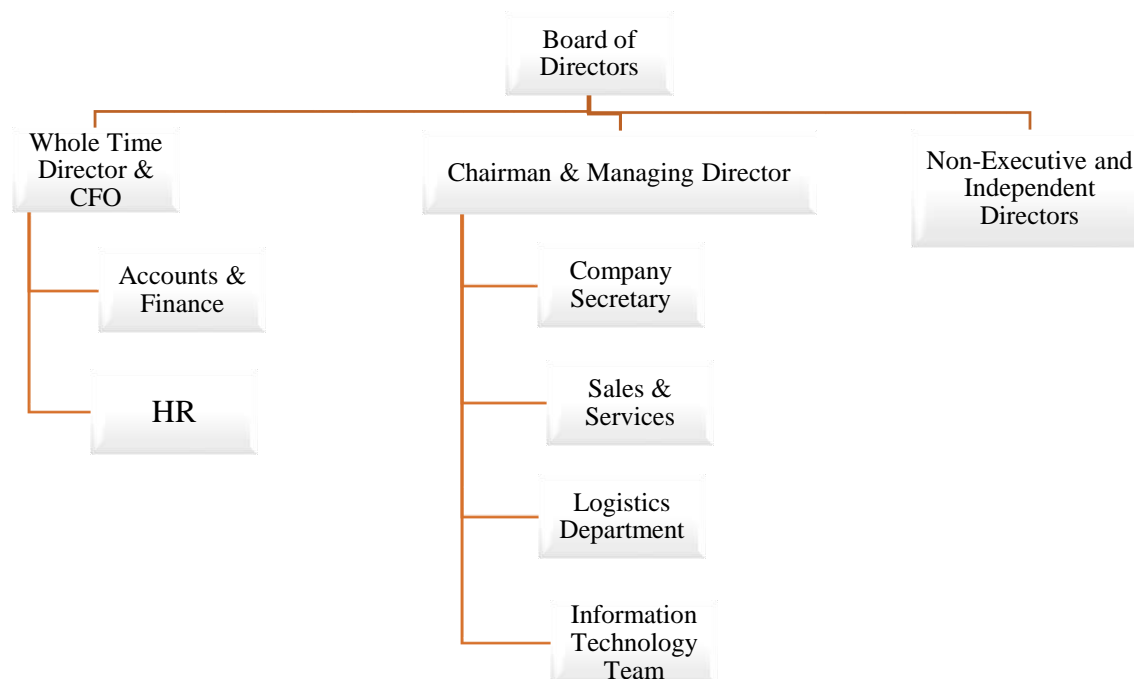 Board of
Directors
Whole Time
Director &
CFO
Chairman & Managing Director
Non-Executive and
Independent
Directors
Accounts &
Finance
HR
Company
Secretary
Sales &
Services
Logistics
Department
Information
Technology
Team